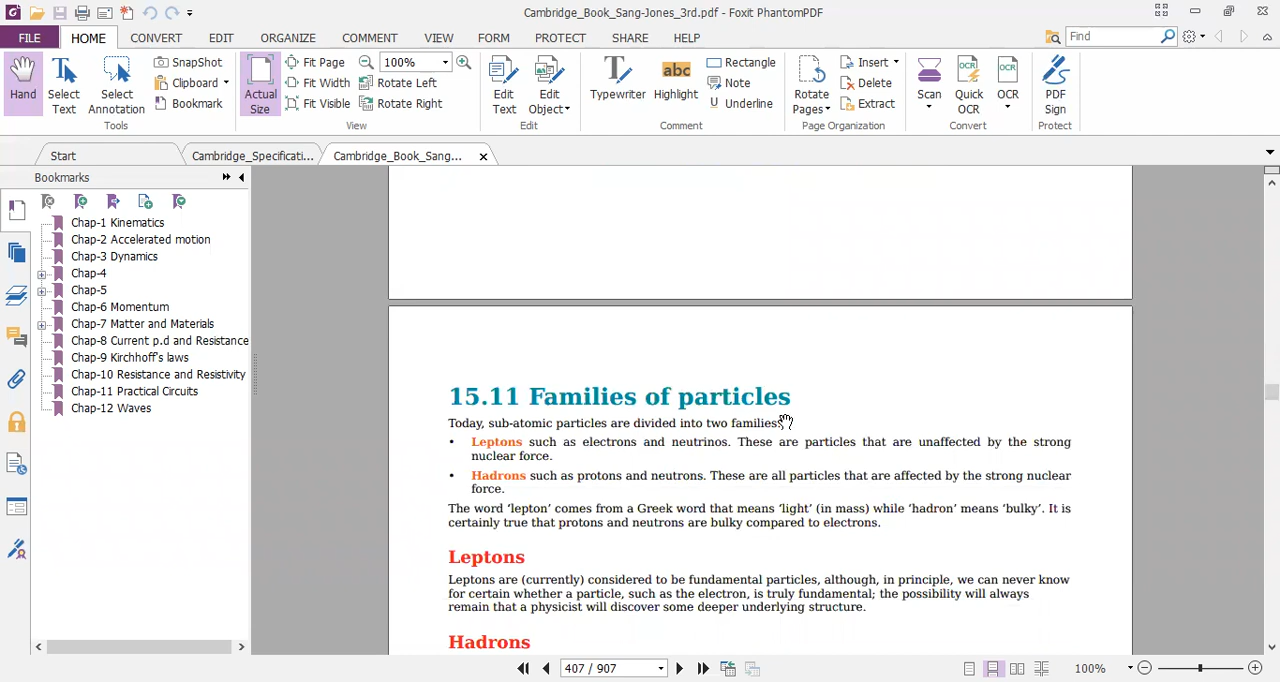 Cambridge_Book_Sang-Jones_3rd.pdf - Foxit PhantomPDF
FILE HOME CONVERT EDIT ORGANIZE COMMENT VIEW FORM PROTECT SHARE HELP Find
Hand
Select Text
Select Annotation
SnapShot
Clipboard
Bookmark
Tools
Actual Size
Fit Page
Fit Width
Fit Visible
100%
Rotate Left
Rotate Right
View
Edit Text
Edit Object
Edit
Typewriter
abc
Highlight
Rectangle
Note
Underline
Comment
Rotate Pages
Insert
Delete
Extract
Page Organization
Scan
OCR
Quick OCR
OCR
OCR
Convert
PDF Sign
Protect
Start Cambridge_Specificati... Cambridge_Book_Sang...
Bookmarks
Chap-1 Kinematics
Chap-2 Accelerated motion
Chap-3 Dynamics
Chap-4
Chap-5
Chap-6 Momentum
Chap-7 Matter and Materials
Chap-8 Current p.d and Resistance
Chap-9 Kirchhoff's laws
Chap-10 Resistance and Resistivity
Chap-11 Practical Circuits
Chap-12 Waves
15.11 Families of particles
Today, sub-atomic particles are divided into two families:
• Leptons such as electrons and neutrinos. These are particles that are unaffected by the strong
nuclear force.
• Hadrons such as protons and neutrons. These are all particles that are affected by the strong nuclear
force.
The word ‘lepton’ comes from a Greek word that means ‘light’ (in mass) while ‘hadron’ means ‘bulky’. It is
certainly true that protons and neutrons are bulky compared to electrons.
Leptons
Leptons are (currently) considered to be fundamental particles, although, in principle, we can never know
for certain whether a particle, such as the electron, is truly fundamental; the possibility will always
remain that a physicist will discover some deeper underlying structure.
Hadrons
407 / 907
100%